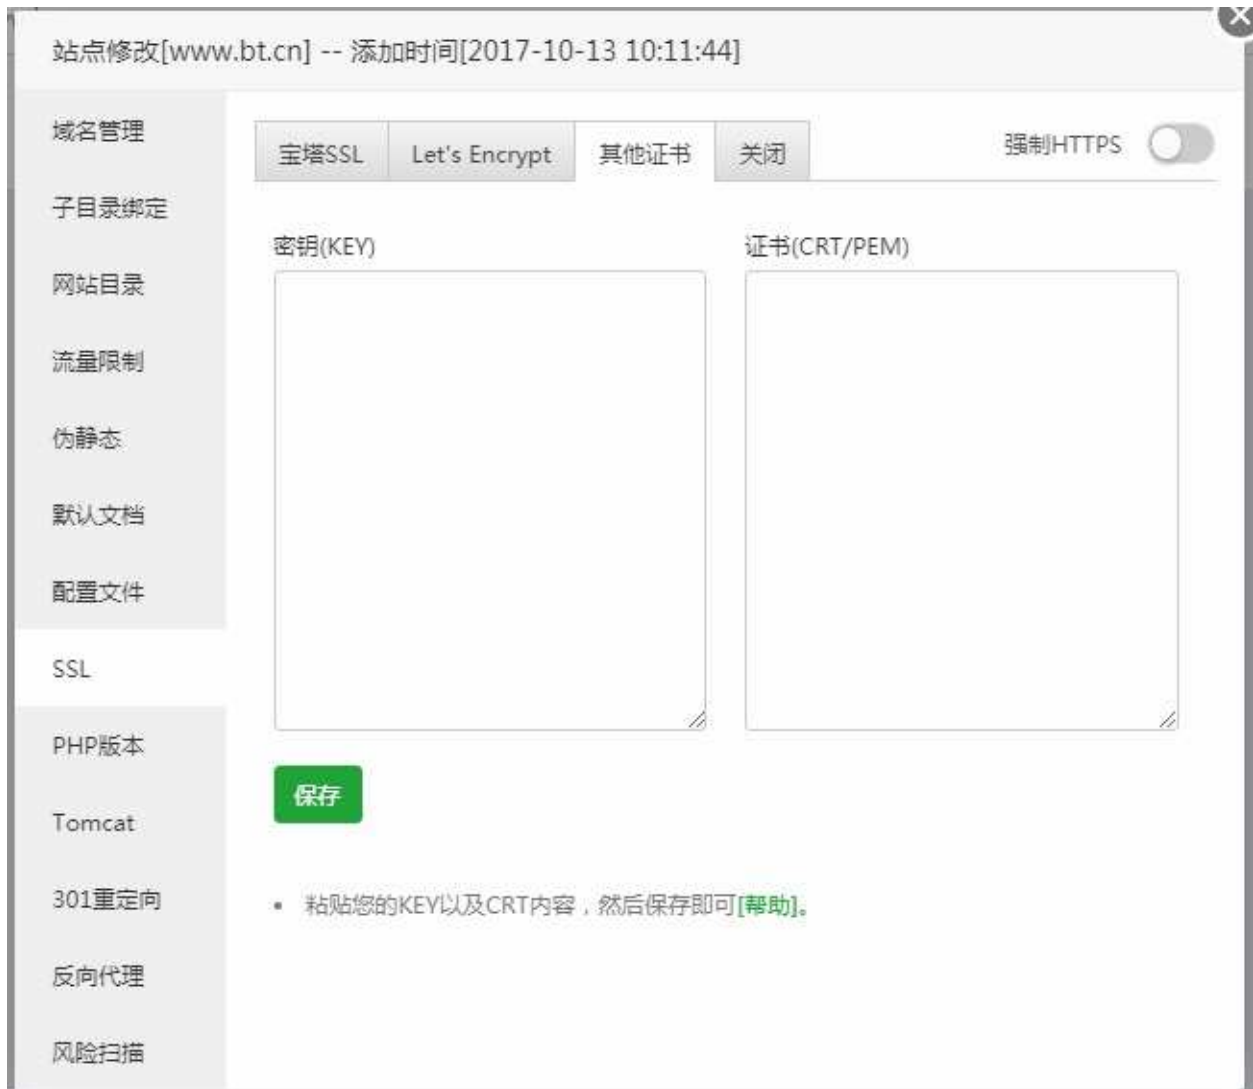 站点修改[www.bt.cn] -- 添加时间[2017-10-13 10:11:44]
域名管理
子目录绑定
网站目录
流量限制
伪静态
默认文档
配置文件
SSL
PHP版本
Tomcat
301重定向
反向代理
风险扫描
宝塔SSL
Let's Encrypt
其他证书
关闭
强制HTTPS
密钥(KEY)
证书(CRT/PEM)
保存
粘贴您的KEY以及CRT内容，然后保存即可[帮助]。